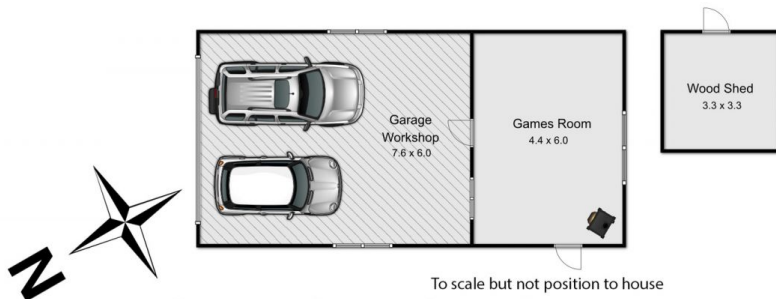 Garage
Workshop
7.6 x 6.0
Games Room
4.4 x 6.0
Wood Shed
3.3 x 3.3
N
To scale but not position to house